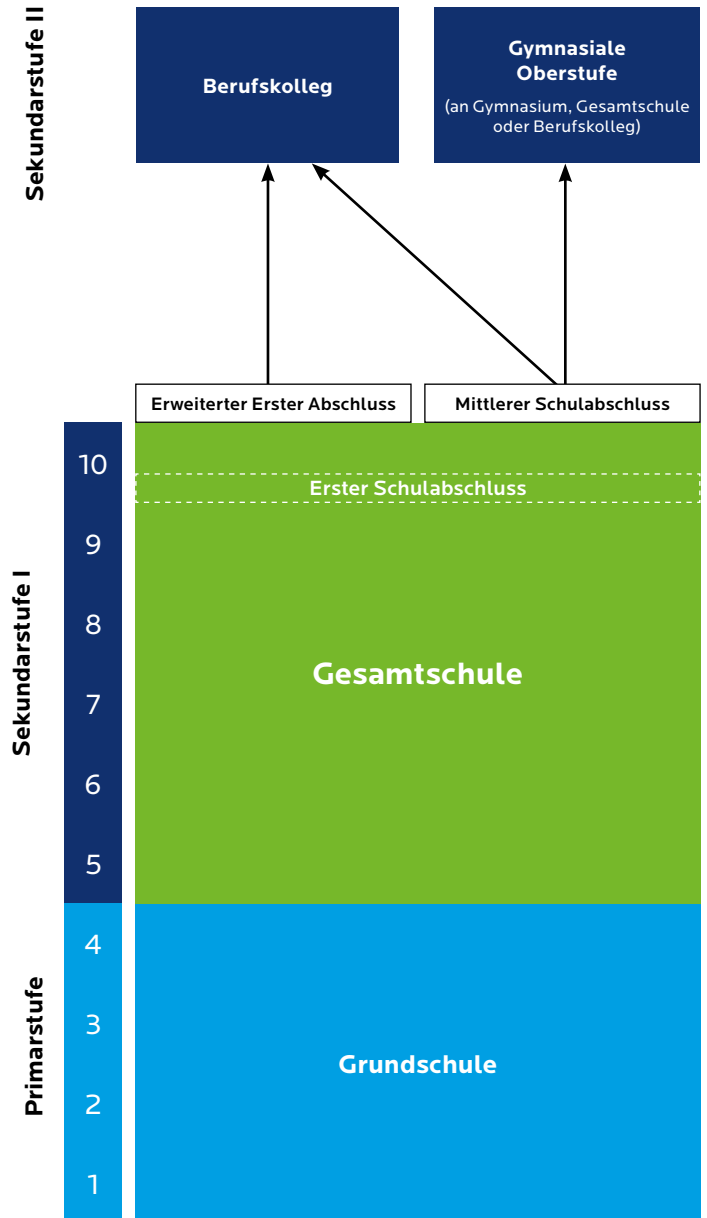 Sekundarstufe II
Berufskolleg
Gymnasiale
Oberstufe
(an Gymnasium, Gesamtschule
oder Berufskolleg)
Erweiterter Erster Abschluss
Mittlerer Schulabschluss
Sekundarstufe I
10
Erster Schulabschluss
9
8
Gesamtschule
7
6
5
Primarstufe
4
3
Grundschule
2
1